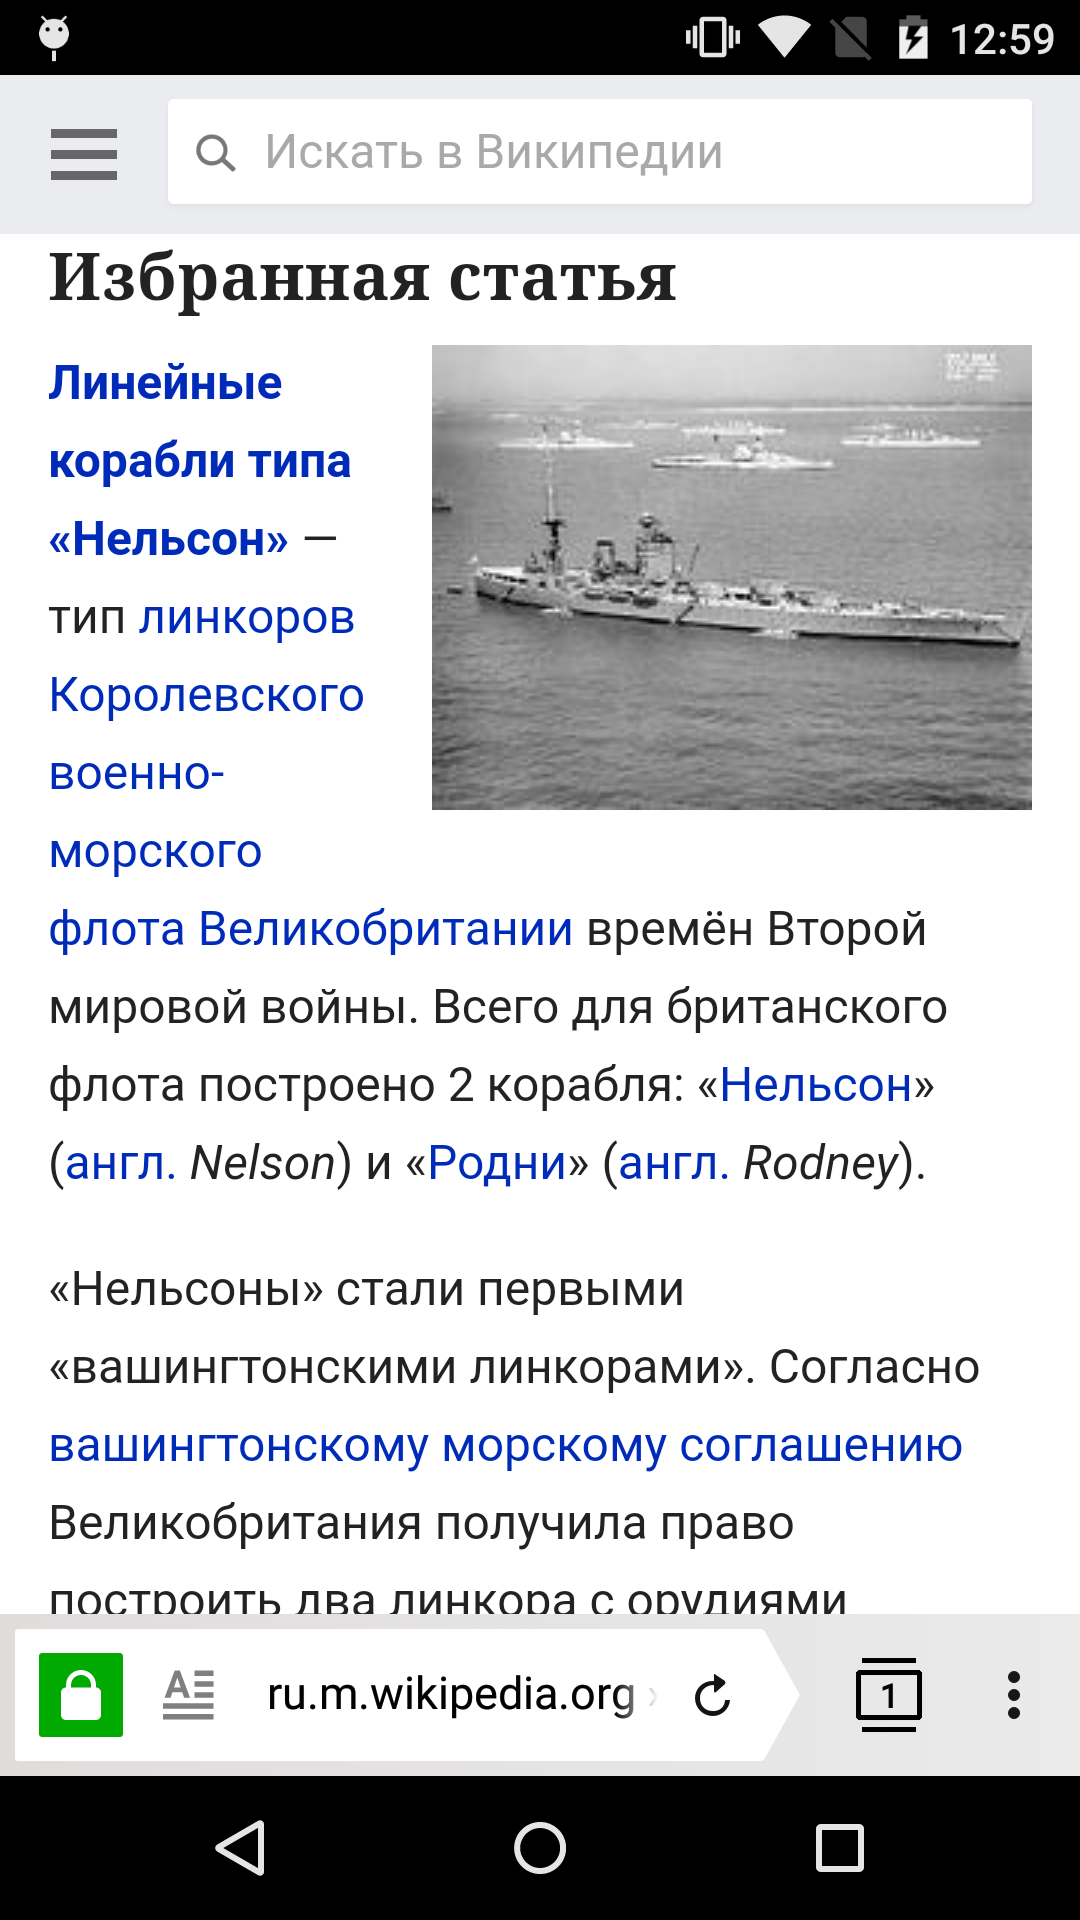 12:59
Искать в Википедии
Избранная статья
Линейные
корабли типа
«Нельсон» —
тип линкоров
Королевского
военно-
морского
флота Великобритании времён Второй
мировой войны. Всего для британского
флота построено 2 корабля: «Нельсон»
(англ. Nelson) и «Родни» (англ. Rodney).
«Нельсоны» стали первыми
«вашингтонскими линкорами». Согласно
вашингтонскому морскому соглашению
Великобритания получила право
построить два линкора с орудиями
ru.m.wikipedia.org
1